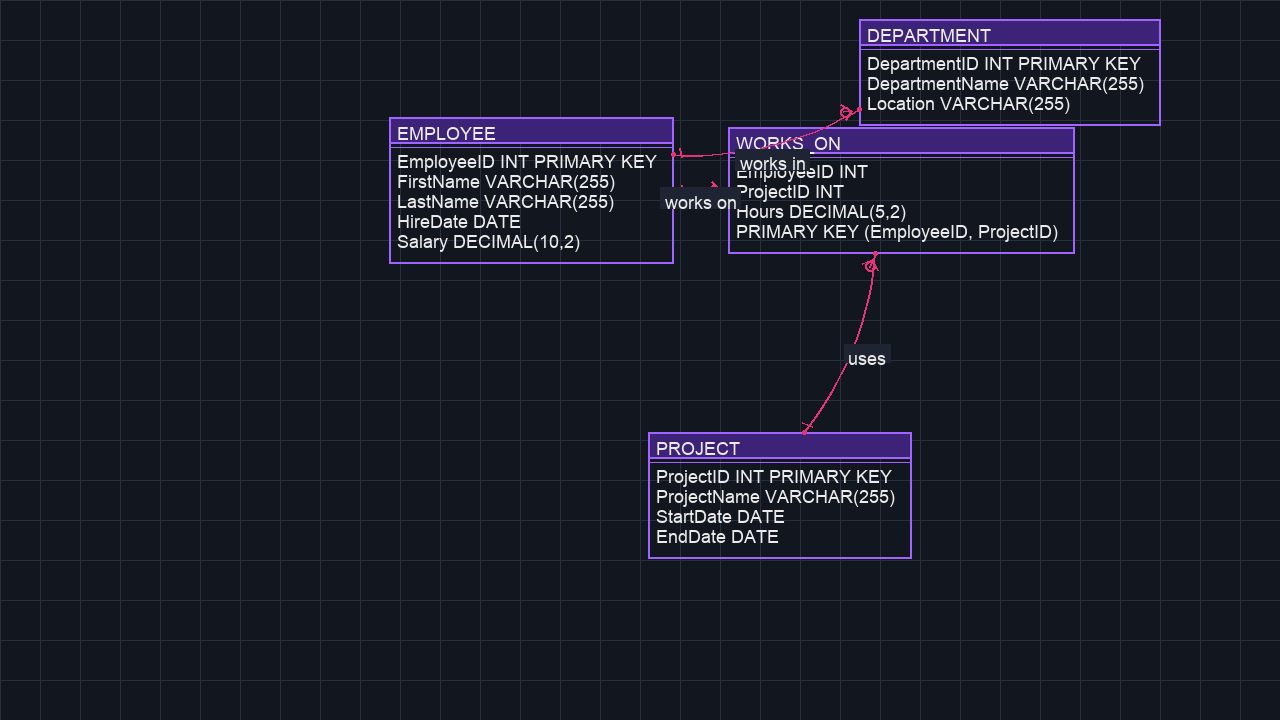 DEPARTMENT
DepartmentID INT PRIMARY KEY
DepartmentName VARCHAR(255)
Location VARCHAR(255)
EMPLOYEE
EmployeeID INT PRIMARY KEY
FirstName VARCHAR(255)
LastName VARCHAR(255)
HireDate DATE
Salary DECIMAL(10,2)
works in
works on
WORKS_ON
EmployeeID INT
ProjectID INT
Hours DECIMAL(5,2)
PRIMARY KEY (EmployeeID, ProjectID)
uses
PROJECT
ProjectID INT PRIMARY KEY
ProjectName VARCHAR(255)
StartDate DATE
EndDate DATE